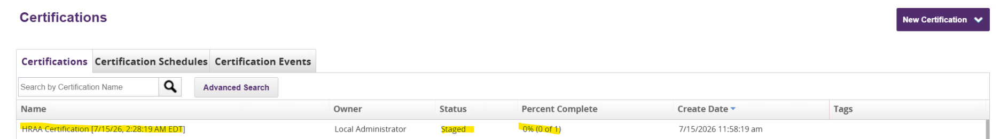 Certifications
New Certification
Certifications Certification Schedules Certification Events
Search by Certification Name Advanced Search
Name Owner Status Percent Complete Create Date Tags
HRAA Certification [7/15/26, 2:28:19 AM EDT] Local Administrator Staged 0% (0 of 1) 7/15/2026 11:58:19 am